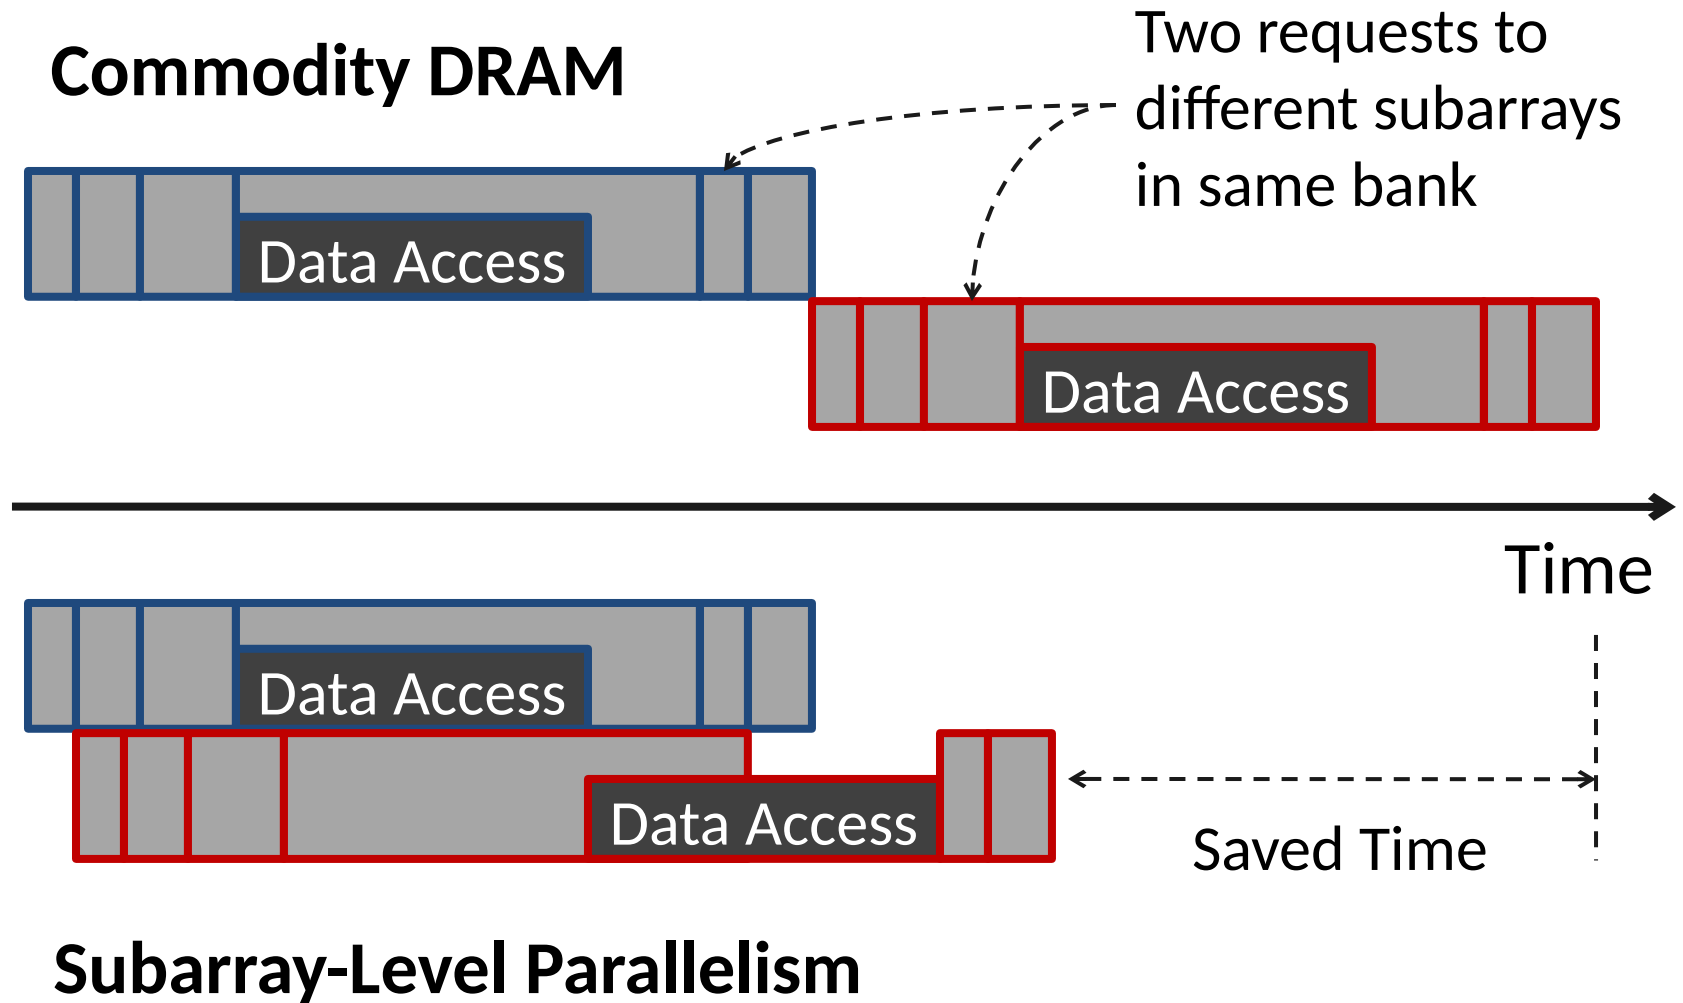 Commodity DRAM
Two requests to
different subarrays
in same bank
Data Access
Data Access
Time
Data Access
Data Access
Saved Time
Subarray-Level Parallelism